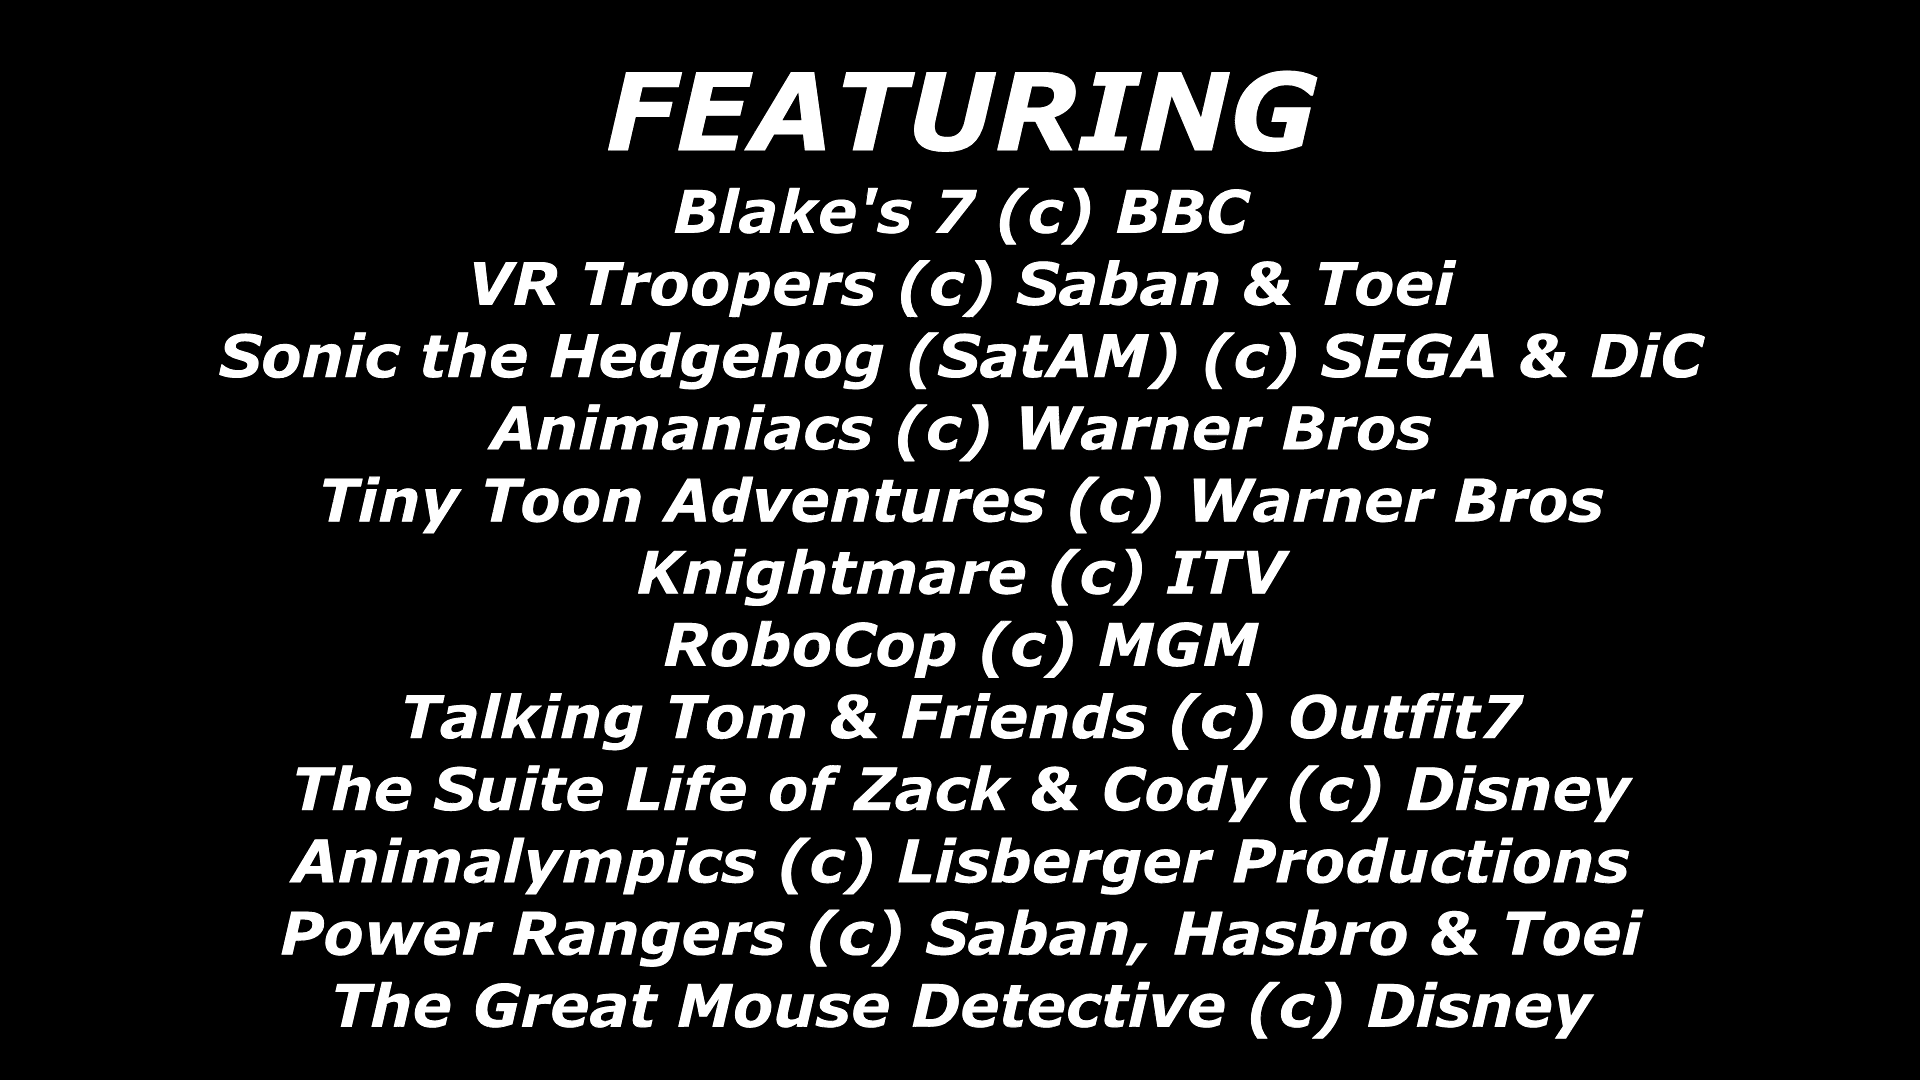 FEATURING
Blake's 7 (c) BBC
VR Troopers (c) Saban & Toei
Sonic the Hedgehog (SatAM) (c) SEGA & DiC
Animaniacs (c) Warner Bros
Tiny Toon Adventures (c) Warner Bros
Knightmare (c) ITV
RoboCop (c) MGM
Talking Tom & Friends (c) Outfit7
The Suite Life of Zack & Cody (c) Disney
Animalympics (c) Lisberger Productions
Power Rangers (c) Saban, Hasbro & Toei
The Great Mouse Detective (c) Disney